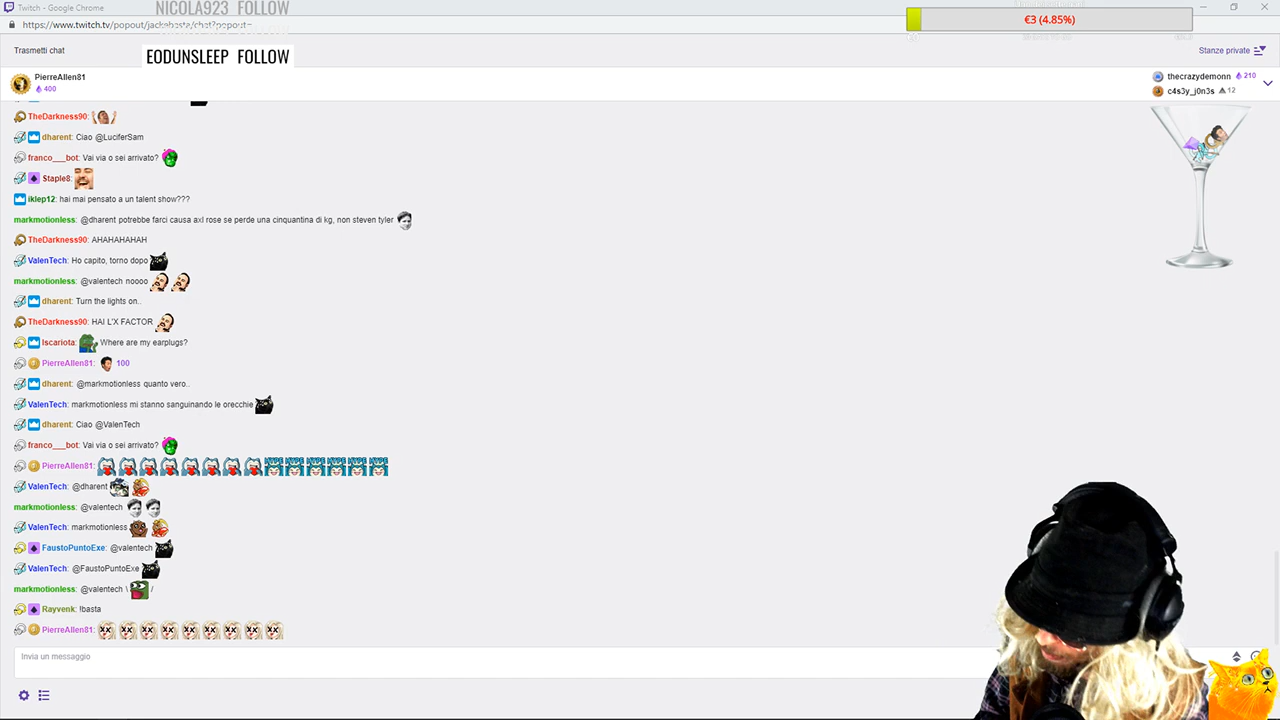 Twitch - Google Chrome
NICOLA923 FOLLOW
https://www.twitch.tv/popout/jackebasta/chat?popout=
€3 (4.85%)
Trasmetti chat
EODUNSLEEP FOLLOW
Stanze private
PierreAllen81
400
thecrazydemonn 210
c4s3y_j0n3s 12
TheDarkness90:
dharent: Ciao @LuciferSam
franco___bot: Vai via o sei arrivato?
Staple8:
iklep12: hai mai pensato a un talent show???
markmotionless: @dharent potrebbe farci causa axl rose se perde una cinquantina di kg, non steven tyler
TheDarkness90: AHAHAHAHAH
ValenTech: Ho capito, torno dopo
markmotionless: @valentech noooo
dharent: Turn the lights on..
TheDarkness90: HAI L'X FACTOR
Iscariota: Where are my earplugs?
PierreAllen81: 100
dharent: @markmotionless quanto vero..
ValenTech: markmotionless mi stanno sanguinando le orecchie
dharent: Ciao @ValenTech
franco___bot: Vai via o sei arrivato?
PierreAllen81:
ValenTech: @dharent
markmotionless: @valentech
ValenTech: markmotionless
FaustoPuntoExe: @valentech
ValenTech: @FaustoPuntoExe
markmotionless: @valentech \ /
Rayvenk: !basta
PierreAllen81:
Invia un messaggio